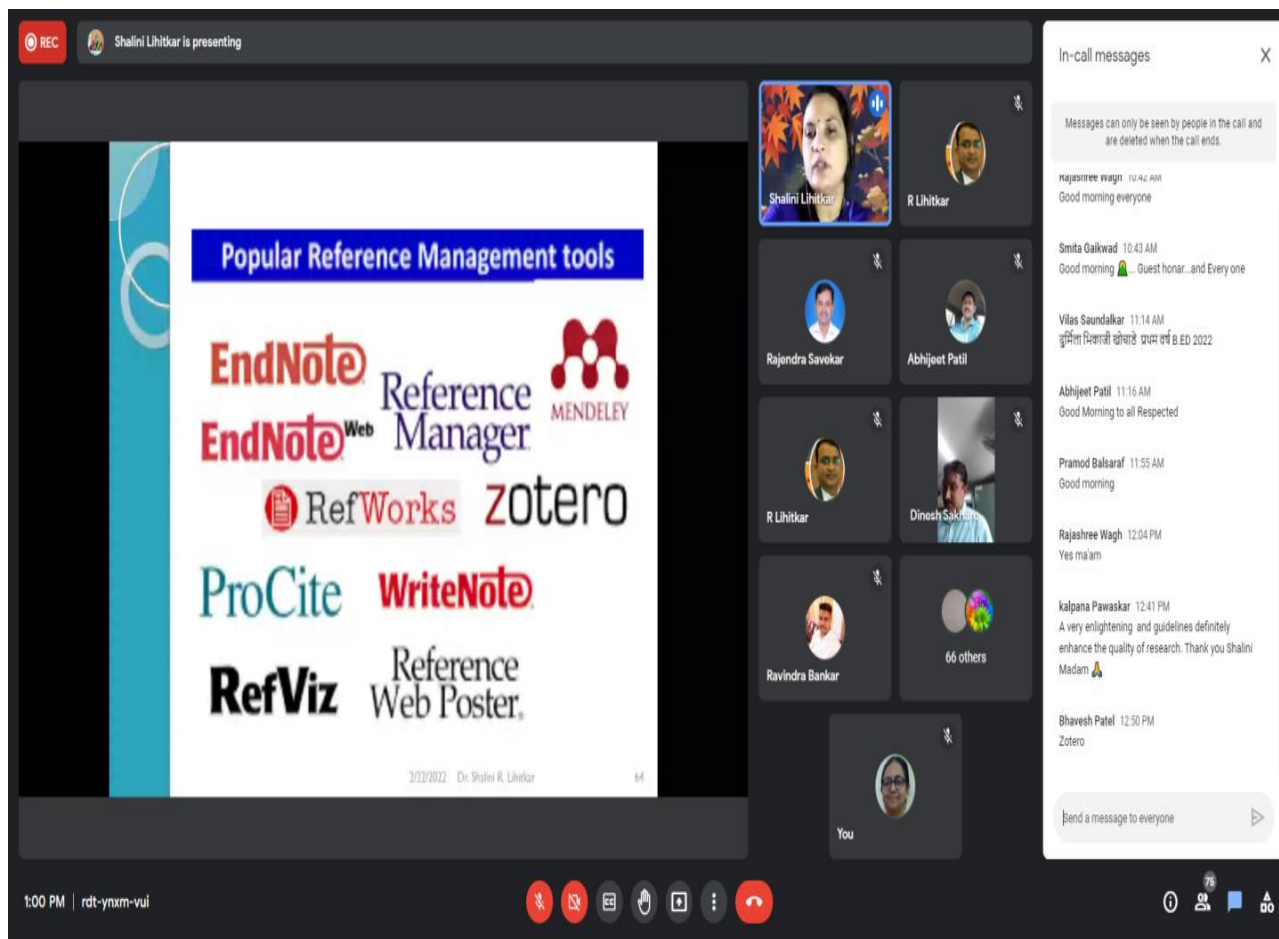 REC
Shalini Lihitkar is presenting
Popular Reference Management tools
EndNote
Reference
Manager
MENDELEY
EndNote Web
RefWorks
zotero
ProCite
WriteNote
RefViz
Reference
Web Poster
2/22/2022 Dr. Shalini R. Lihitkar 64
Shalini Lihitkar
R Lihitkar
Rajendra Savekar
Abhijeet Patil
R Lihitkar
Dinesh
Ravindra Bankar
66 others
You
In-call messages
Messages can only be seen by people in the call and
are deleted when the call ends.
Rajashree Wagh 10:42 AM
Good morning everyone
Smita Gaikwad 10:43 AM
Good morning ... Guest honar...and Every one
Vilas Saundalkar 11:14 AM
दुर्मिला भिकाजी खोचाडे प्रथम वर्ष B.ED 2022
Abhijeet Patil 11:16 AM
Good Morning to all Respected
Pramod Balsaraf 11:55 AM
Good morning
Rajashree Wagh 12:04 PM
Yes ma'am
kalpana Pawaskar 12:41 PM
A very enlightening and guidelines definitely
enhance the quality of research. Thank you Shalini
Madam
Bhavesh Patel 12:50 PM
Zotero
Send a message to everyone
1:00 PM | rdt-ynxm-vui
CC
75